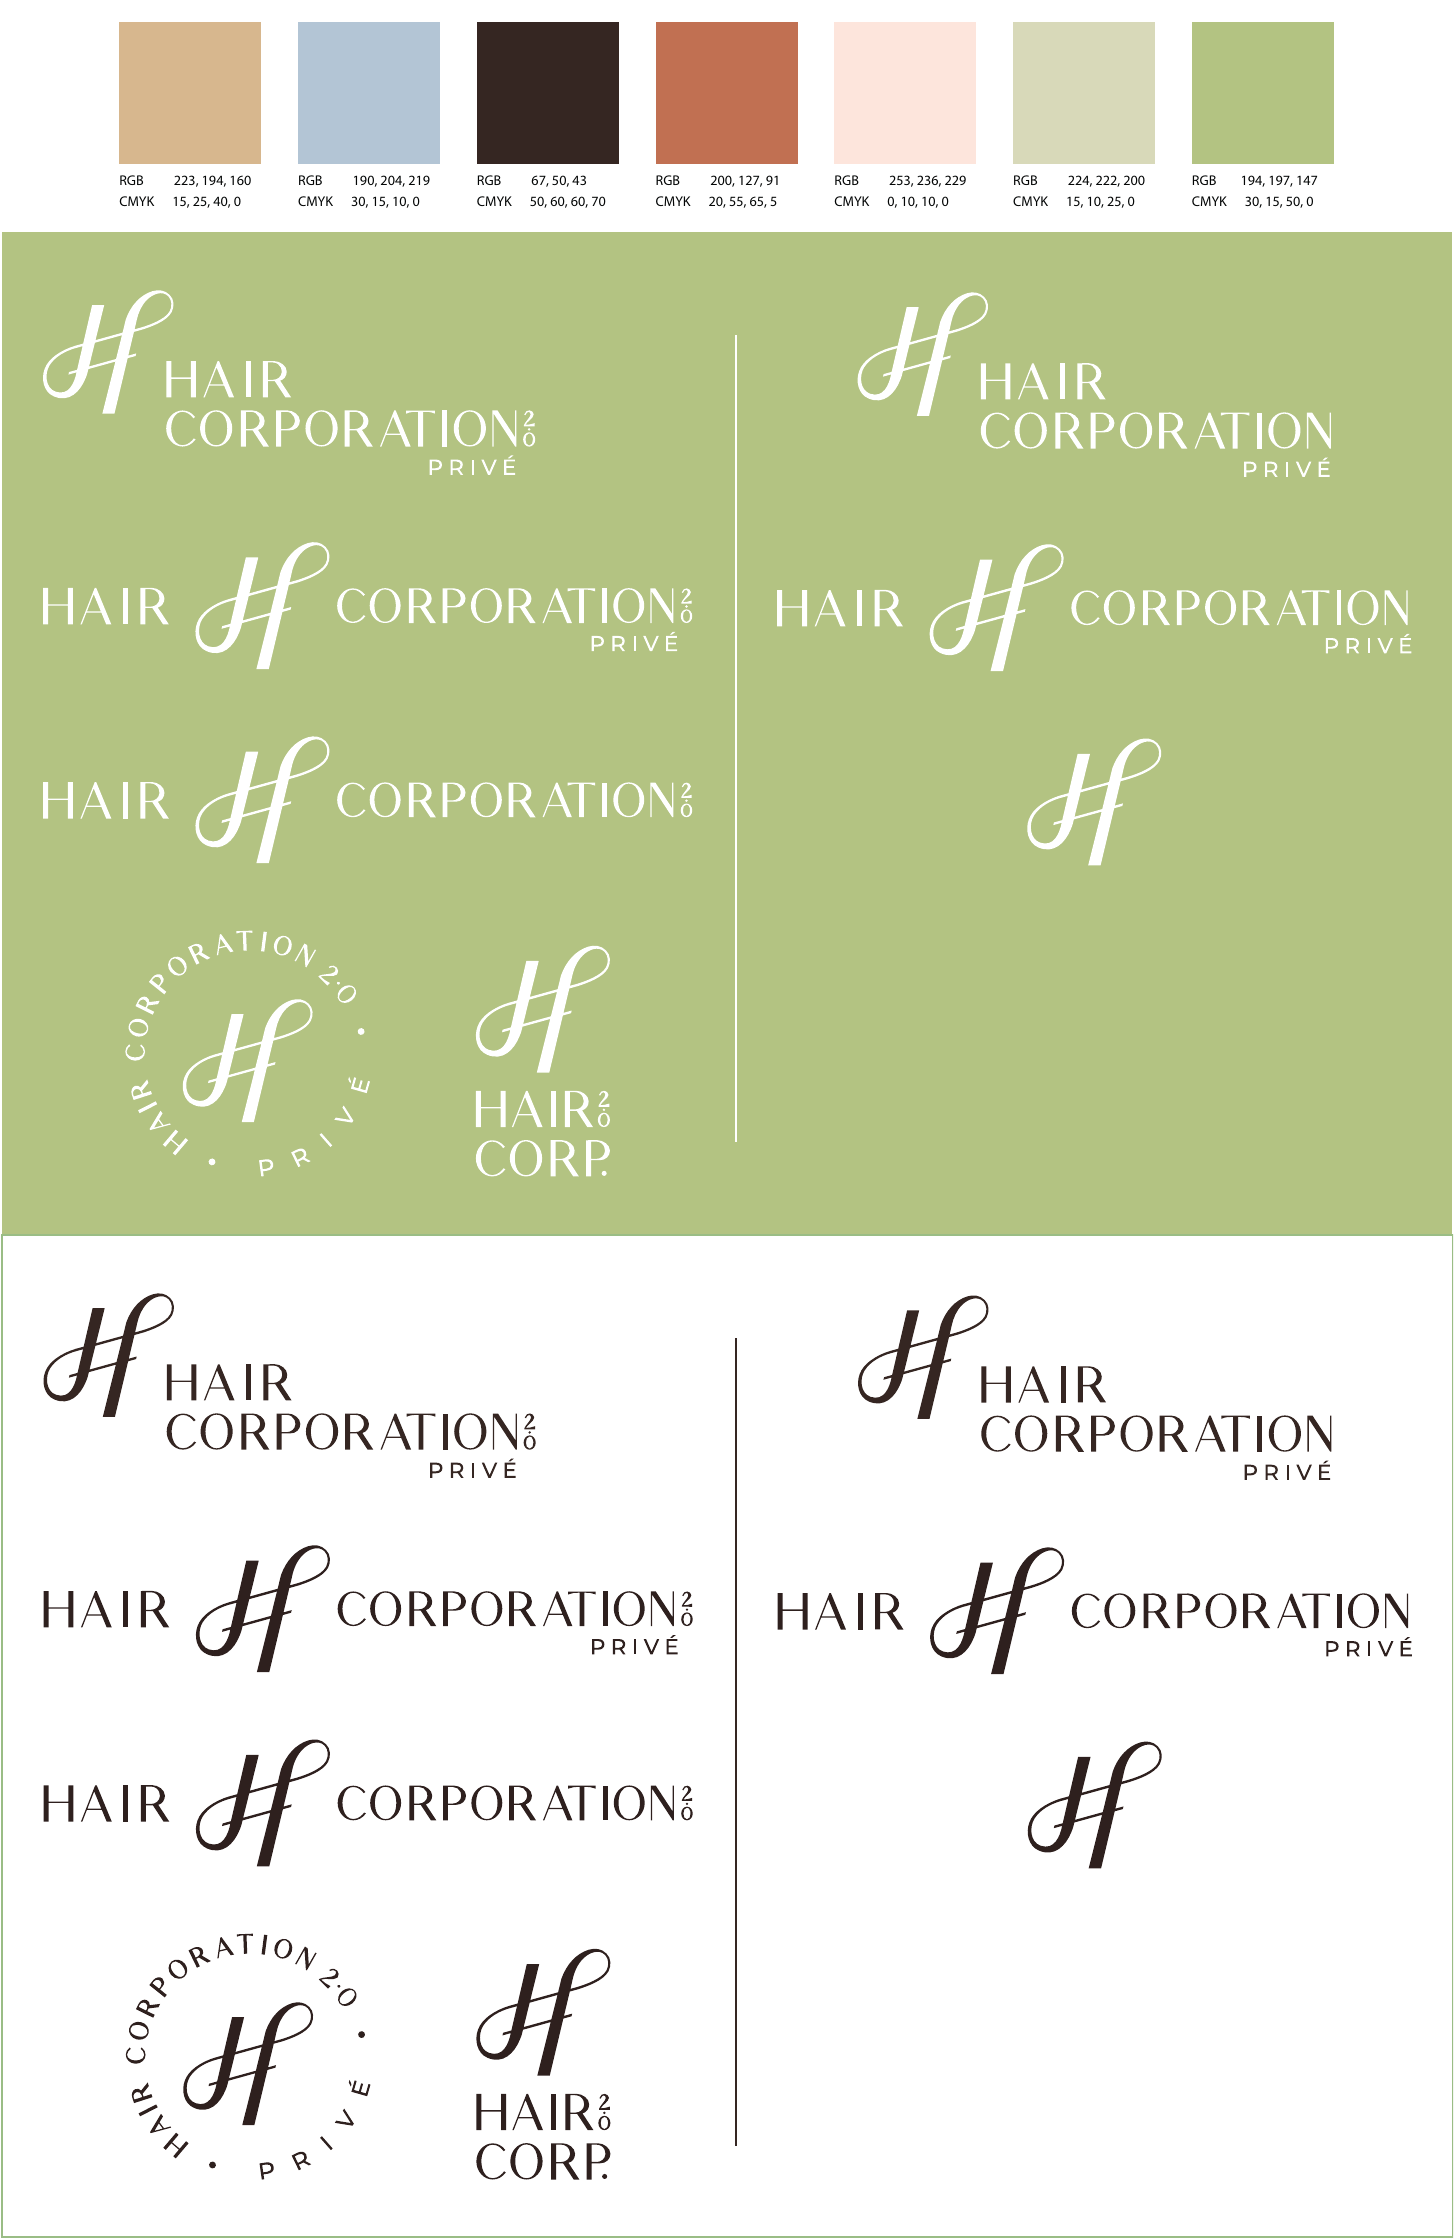 RGB 223, 194, 160
CMYK 15, 25, 40, 0
RGB 190, 204, 219
CMYK 30, 15, 10, 0
RGB 67, 50, 43
CMYK 50, 60, 60, 70
RGB 200, 127, 91
CMYK 20, 55, 65, 5
RGB 253, 236, 229
CMYK 0, 10, 10, 0
RGB 224, 222, 200
CMYK 15, 10, 25, 0
RGB 194, 197, 147
CMYK 30, 15, 50, 0
H
HAIR
CORPORATION 2.0
PRIVÉ
HAIR H CORPORATION 2.0
PRIVÉ
HAIR H CORPORATION 2.0
HAIR CORPORATION 2.0 • PRIVÉ •
H
H
HAIR 2.0
CORP.
H
HAIR
CORPORATION
PRIVÉ
HAIR H CORPORATION
PRIVÉ
H
H
HAIR
CORPORATION 2.0
PRIVÉ
HAIR H CORPORATION 2.0
PRIVÉ
HAIR H CORPORATION 2.0
HAIR CORPORATION 2.0 • PRIVÉ •
H
H
HAIR 2.0
CORP.
H
HAIR
CORPORATION
PRIVÉ
HAIR H CORPORATION
PRIVÉ
H